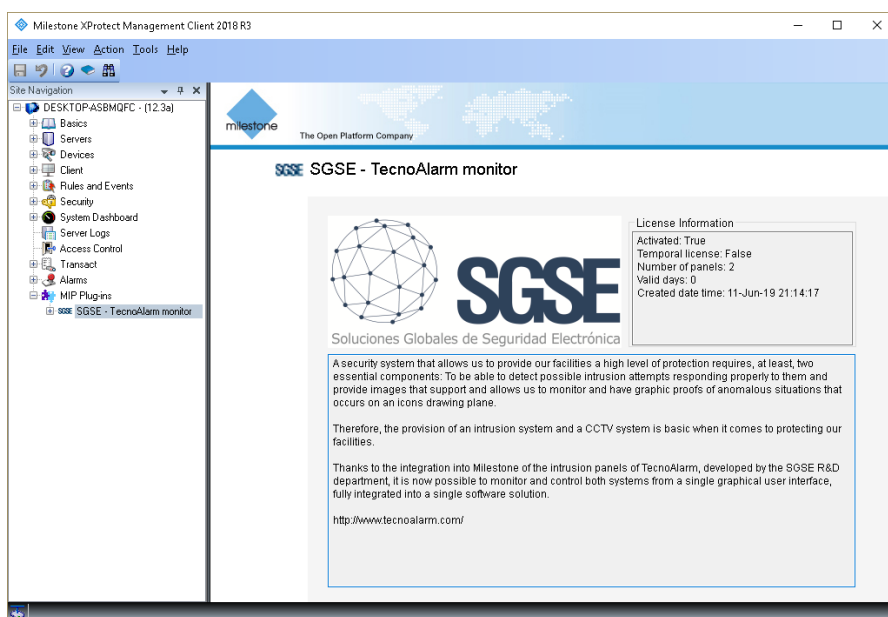 Milestone XProtect Management Client 2018 R3
File Edit View Action Tools Help
Site Navigation
DESKTOP-ASBMQFC - (12.3a)
Basics
Servers
Devices
Client
Rules and Events
Security
System Dashboard
Server Logs
Access Control
Transact
Alarms
MIP Plug-ins
SGSE SGSE - TecnoAlarm monitor
milestone
The Open Platform Company
SGSE SGSE - TecnoAlarm monitor
SGSE
Soluciones Globales de Seguridad Electrónica
License Information
Activated: True
Temporal license: False
Number of panels: 2
Valid days: 0
Created date time: 11-Jun-19 21:14:17
A security system that allows us to provide our facilities a high level of protection requires, at least, two
essential components: To be able to detect possible intrusion attempts responding properly to them and
provide images that support and allows us to monitor and have graphic proofs of anomalous situations that
occurs on an icons drawing plane.
Therefore, the provision of an intrusion system and a CCTV system is basic when it comes to protecting our
facilities.
Thanks to the integration into Milestone of the intrusion panels of TecnoAlarm, developed by the SGSE R&D
department, it is now possible to monitor and control both systems from a single graphical user interface,
fully integrated into a single software solution.
http://www.tecnoalarm.com/